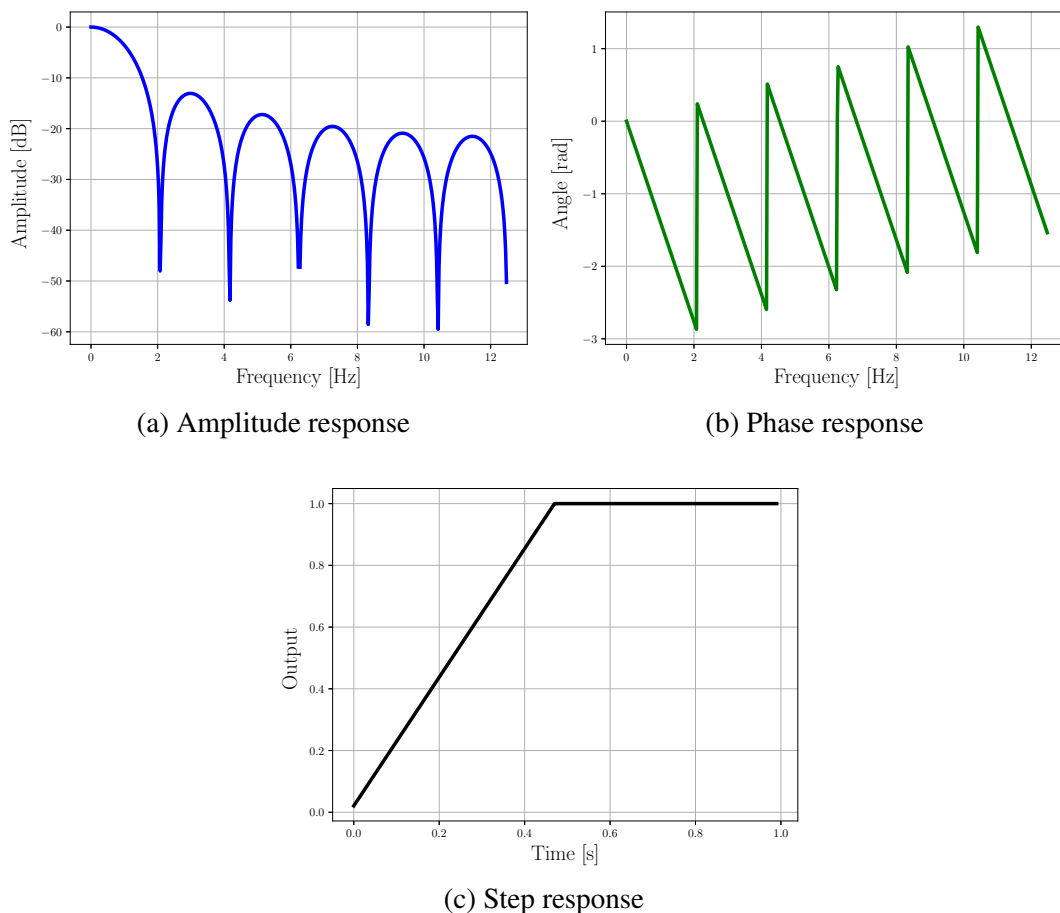 0
−10
−20
−30
−40
−50
−60
Amplitude [dB]
0 2 4 6 8 10 12
Frequency [Hz]
(a) Amplitude response
1
0
−1
−2
−3
Angle [rad]
0 2 4 6 8 10 12
Frequency [Hz]
(b) Phase response
1.0
0.8
0.6
0.4
0.2
0.0
Output
0.0 0.2 0.4 0.6 0.8 1.0
Time [s]
(c) Step response